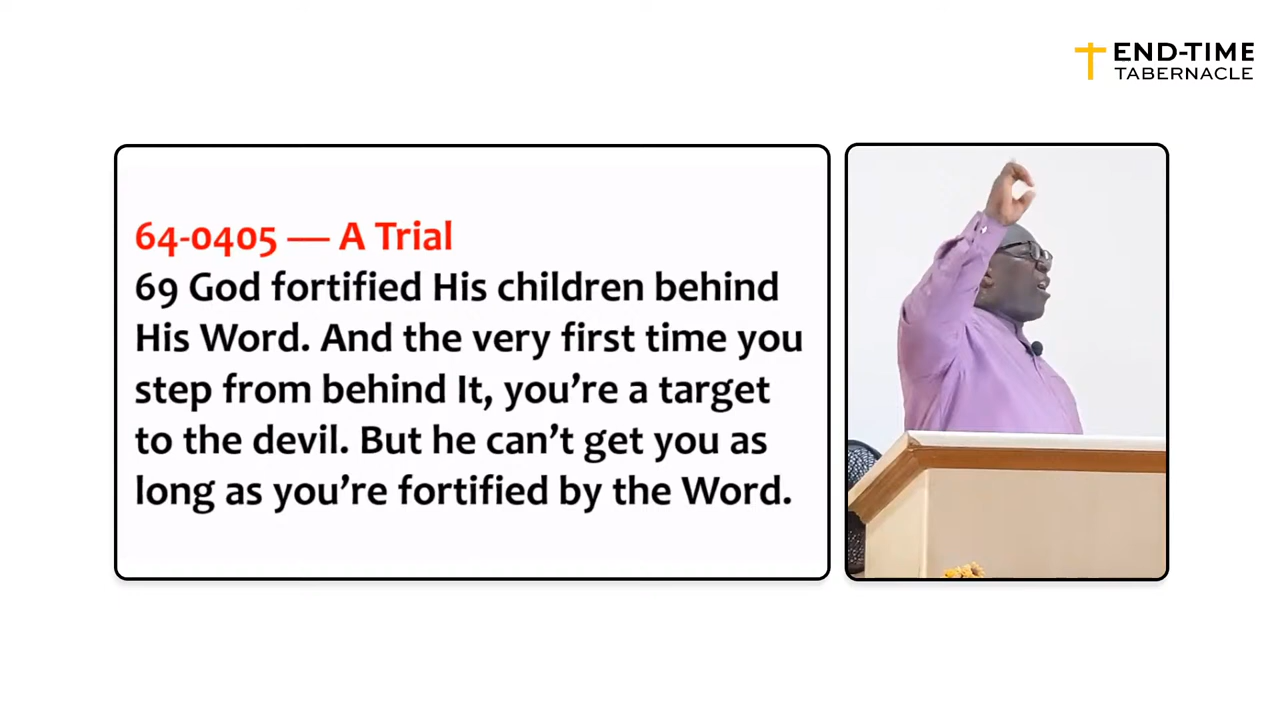 END-TIME
TABERNACLE
64-0405 — A Trial
69 God fortified His children behind
His Word. And the very first time you
step from behind It, you’re a target
to the devil. But he can’t get you as
long as you’re fortified by the Word.